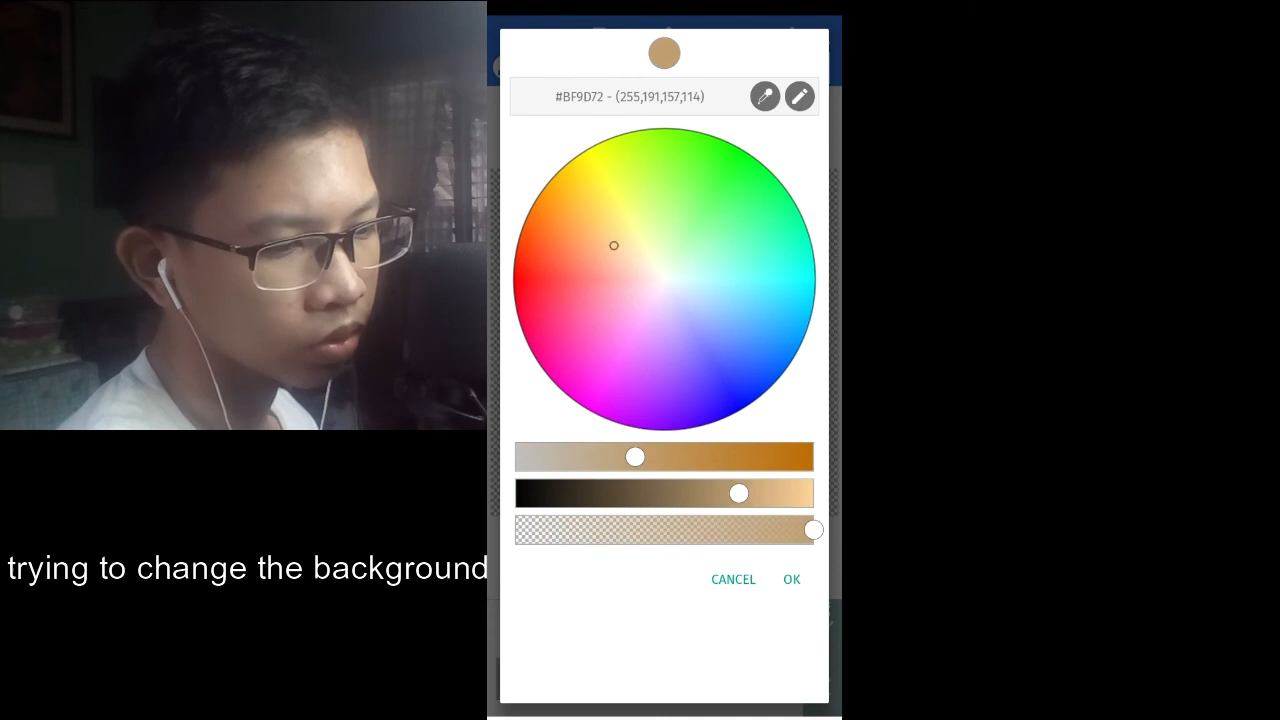 #BF9D72 - (255,191,157,114)
CANCEL OK
trying to change the background